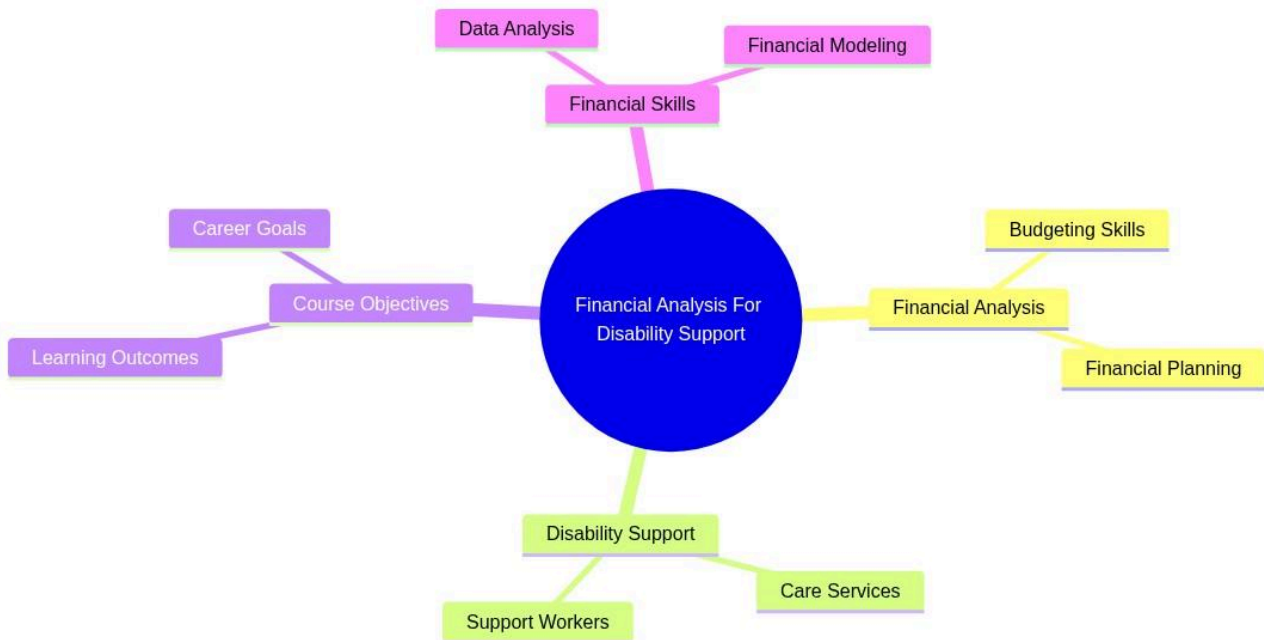 Data Analysis
Financial Modeling
Financial Skills
Career Goals
Budgeting Skills
Course Objectives
Financial Analysis For
Disability Support
Financial Analysis
Learning Outcomes
Financial Planning
Disability Support
Care Services
Support Workers